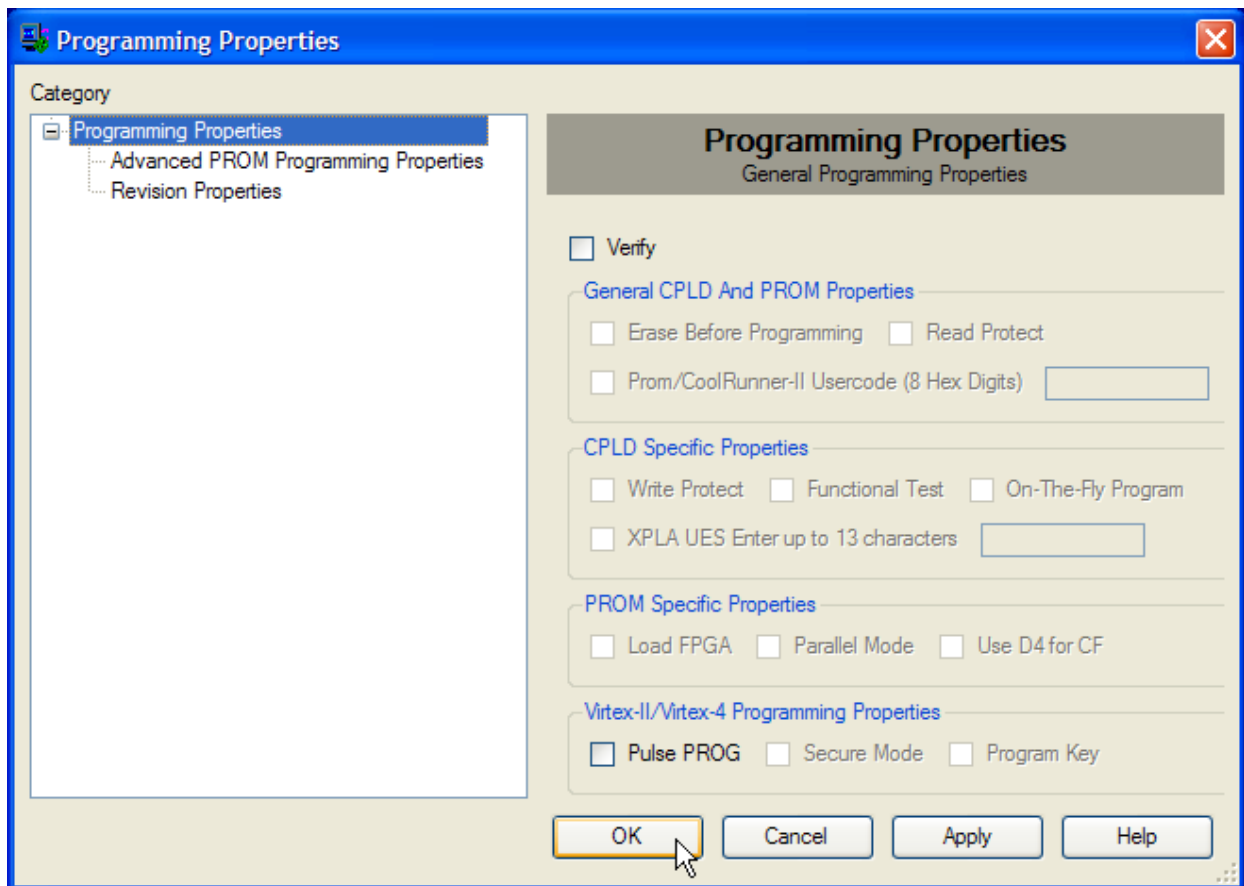 Programming Properties
Category
Programming Properties
Advanced PROM Programming Properties
Revision Properties
Programming Properties
General Programming Properties
Verify
General CPLD And PROM Properties
Erase Before Programming Read Protect
Prom/CoolRunner-II Usercode (8 Hex Digits)
CPLD Specific Properties
Write Protect Functional Test On-The-Fly Program
XPLA UES Enter up to 13 characters
PROM Specific Properties
Load FPGA Parallel Mode Use D4 for CF
Virtex-II/Virtex-4 Programming Properties
Pulse PROG Secure Mode Program Key
OK Cancel Apply Help